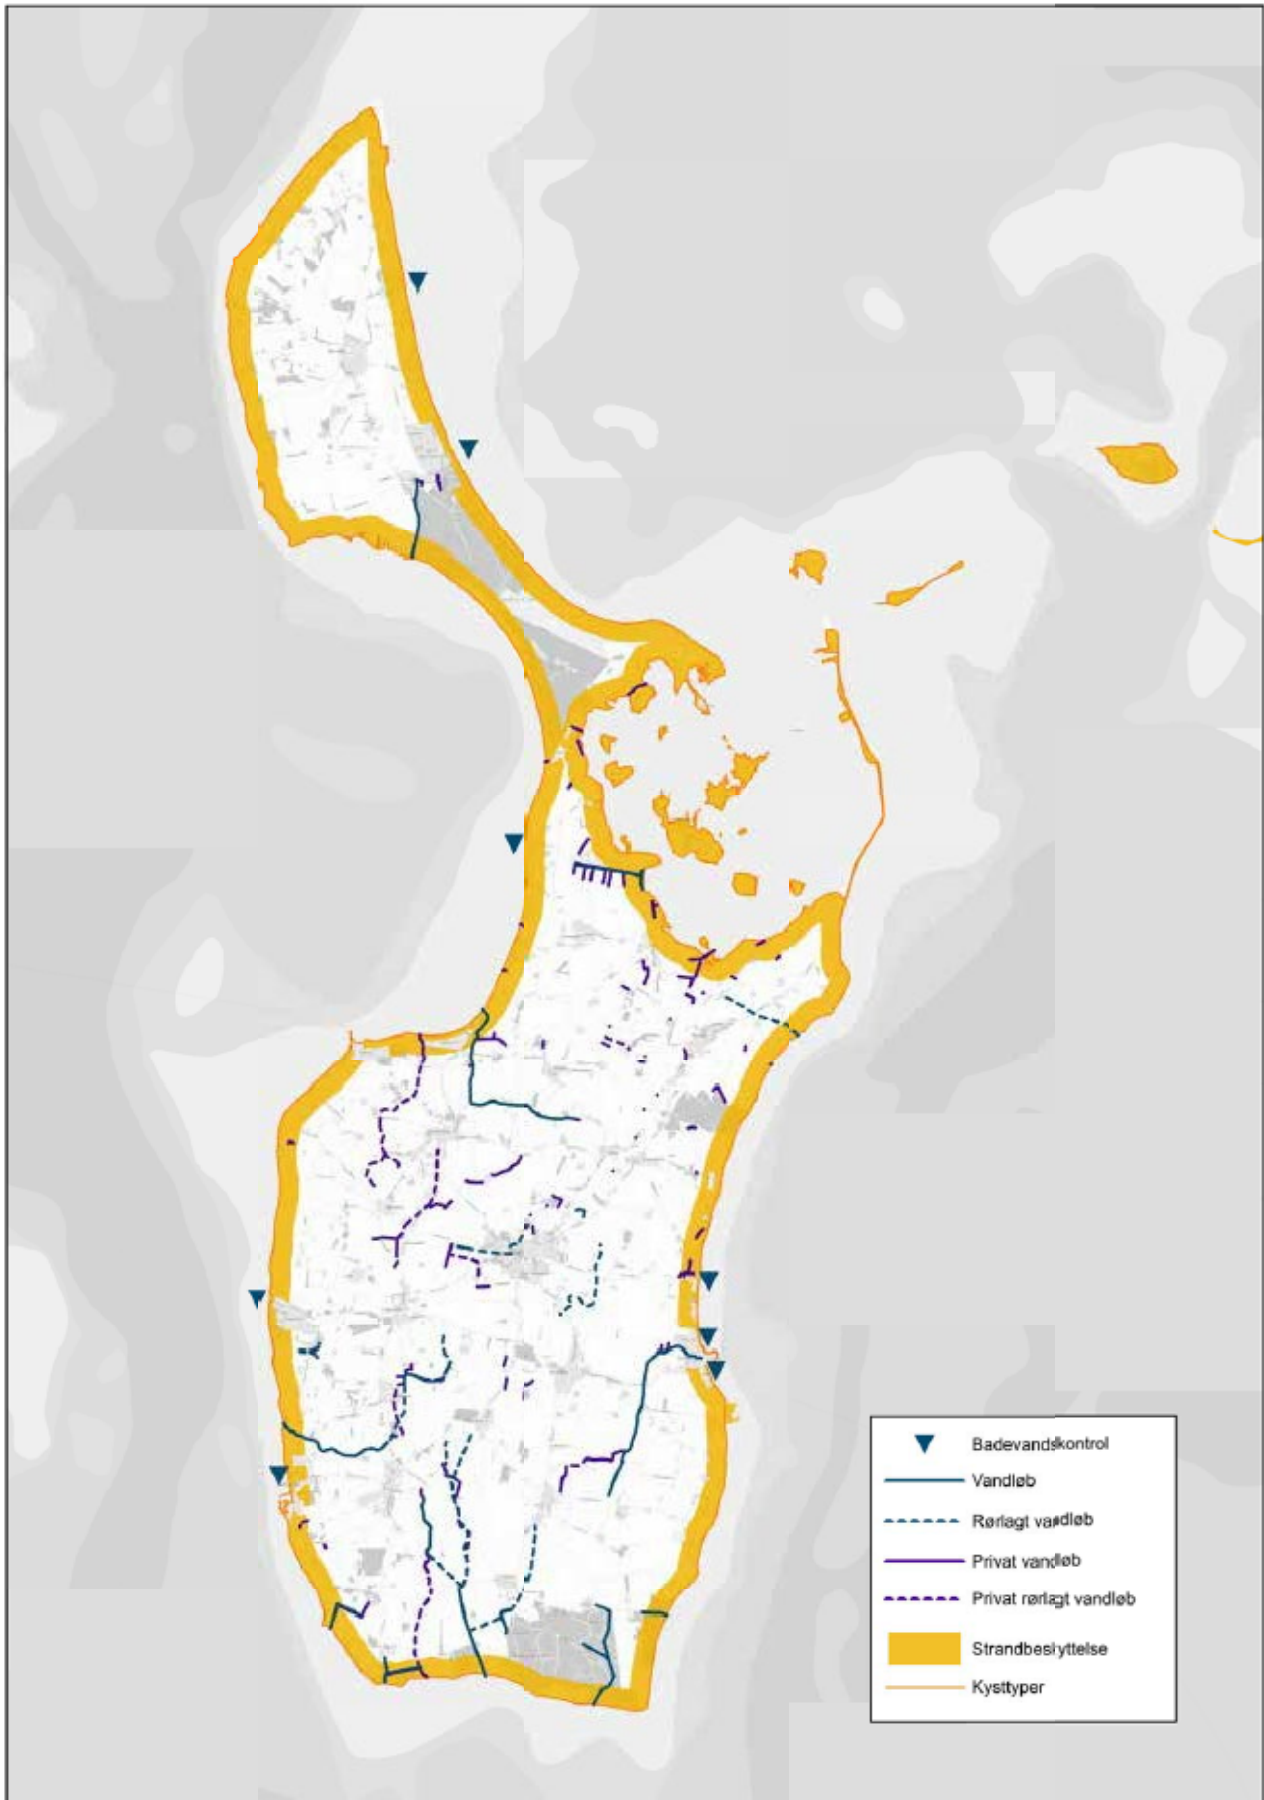 Badevandskontrol
Vandløb
Rørlagt vandløb
Privat vandløb
Privat rørlagt vandløb
Strandbeskyttelse
Kysttyper